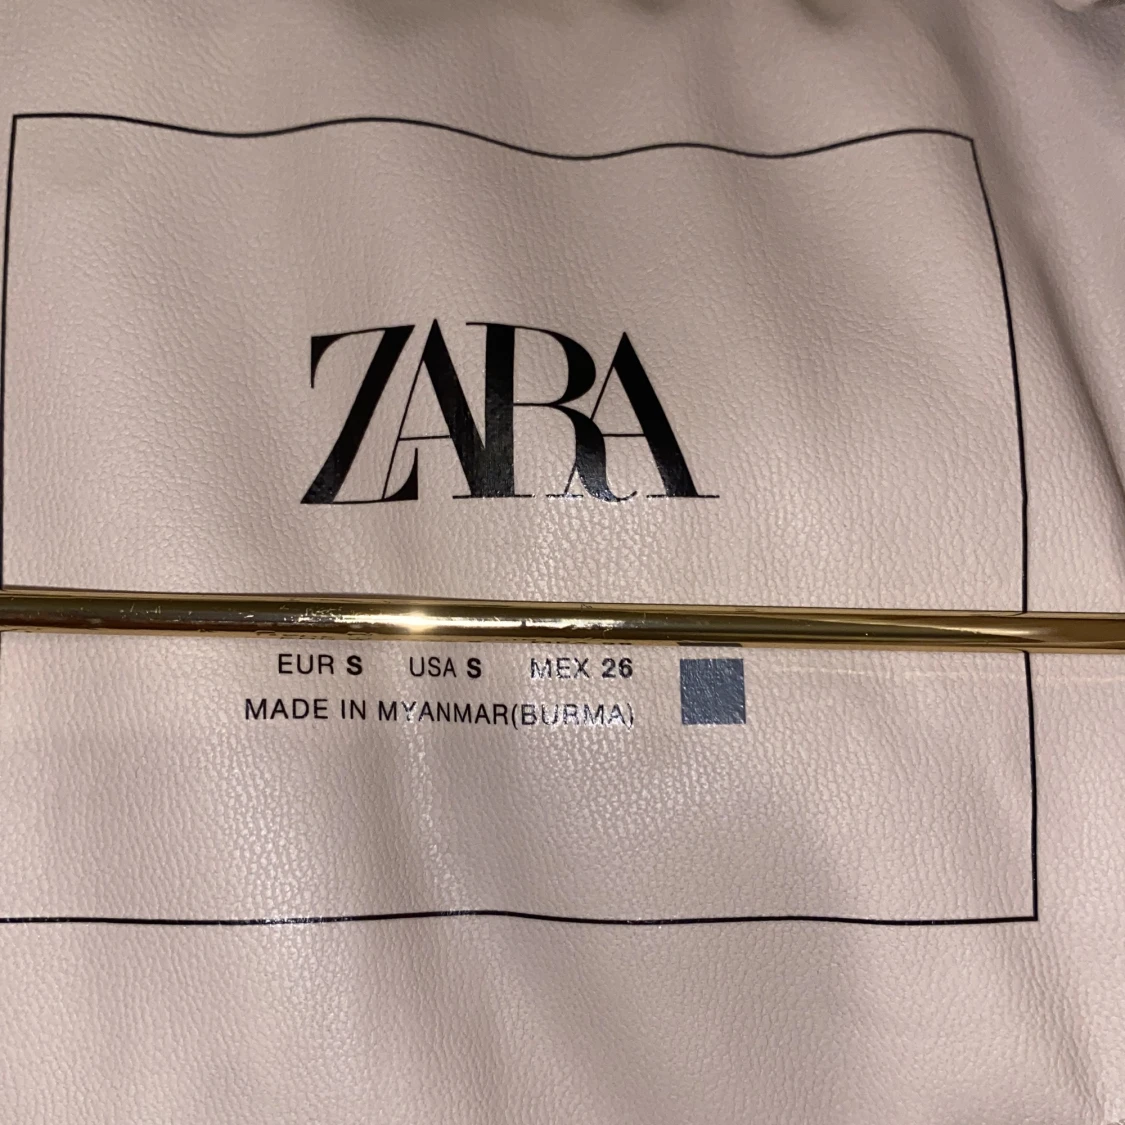 ZARA
EUR S USA S MEX 26
MADE IN MYANMAR(BURMA)